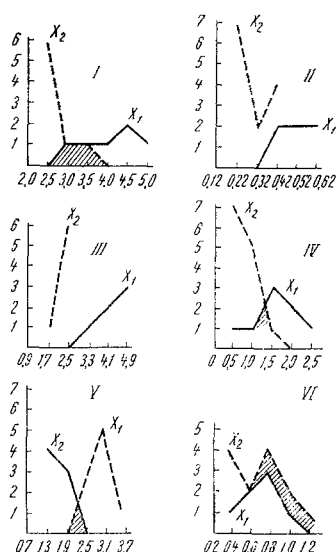 6
5
4
3
2
1
X₂
I
X₁
2,0 2,5 3,0 3,5 4,0 4,5 5,0
7
6
5
4
3
2
1
X₂
II
X₁
0,12 0,22 0,32 0,42 0,52 0,62
6
5
4
3
2
1
X₂
III
X₁
0,9 1,7 2,5 3,3 4,1 4,9
7
6
5
4
3
2
1
X₂
IV
X₁
0 0,5 1,0 1,5 2,0 2,5
5
4
3
2
1
V
X₂
X₁
0,7 1,3 1,9 2,5 3,1 3,7
6
5
4
3
2
1
VI
X₂
X₁
0,2 0,4 0,6 0,8 1,0 1,2